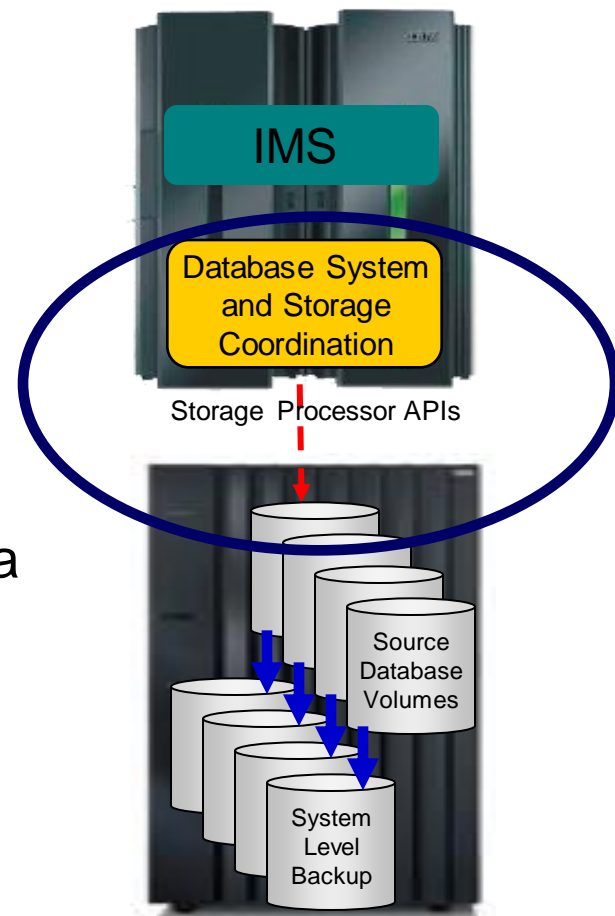 IMS
Database System
and Storage
Coordination
Storage Processor APIs
a
Source
Database
Volumes
System
Level
Backup